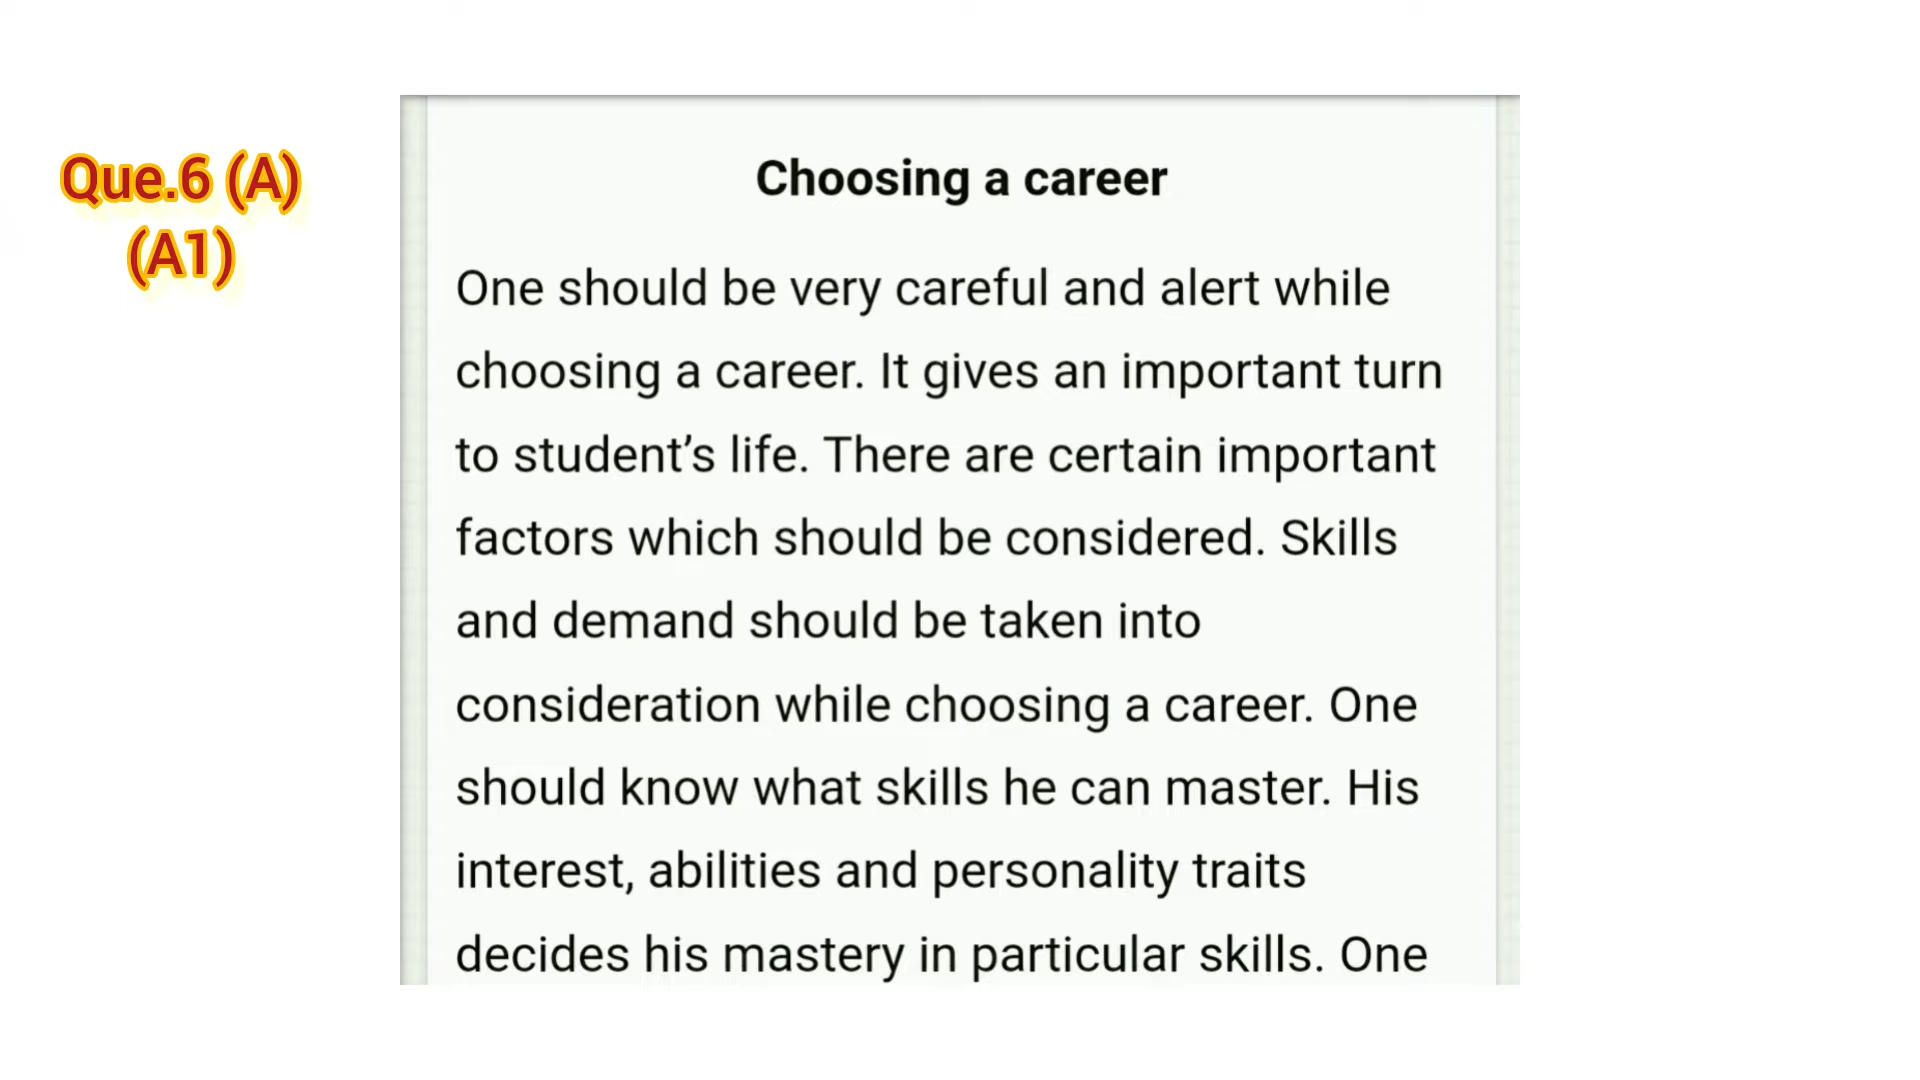 Que.6 (A)
(A1)
Choosing a career
One should be very careful and alert while
choosing a career. It gives an important turn
to student’s life. There are certain important
factors which should be considered. Skills
and demand should be taken into
consideration while choosing a career. One
should know what skills he can master. His
interest, abilities and personality traits
decides his mastery in particular skills. One